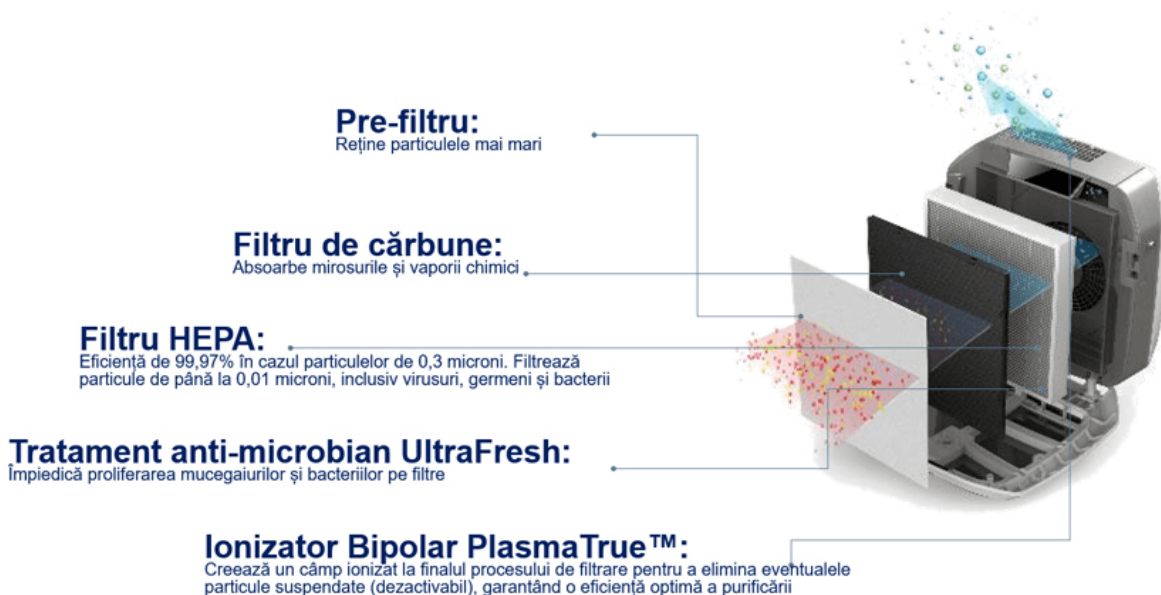 Pre-filtru:
Reține particulele mai mari
Filtru de cărbune:
Absoarbe mirosurile și vaporii chimici
Filtru HEPA:
Eficiență de 99,97% în cazul particulelor de 0,3 microni. Filtrează
particule de până la 0,01 microni, inclusiv virusuri, germeni și bacterii
Tratament anti-microbian UltraFresh:
Împiedică proliferarea mucegaiurilor și bacteriilor pe filtre
Ionizator Bipolar PlasmaTrue™:
Creează un câmp ionizat la finalul procesului de filtrare pentru a elimina eventualele
particule suspendate (dezactivabil), garantând o eficiență optimă a purificării